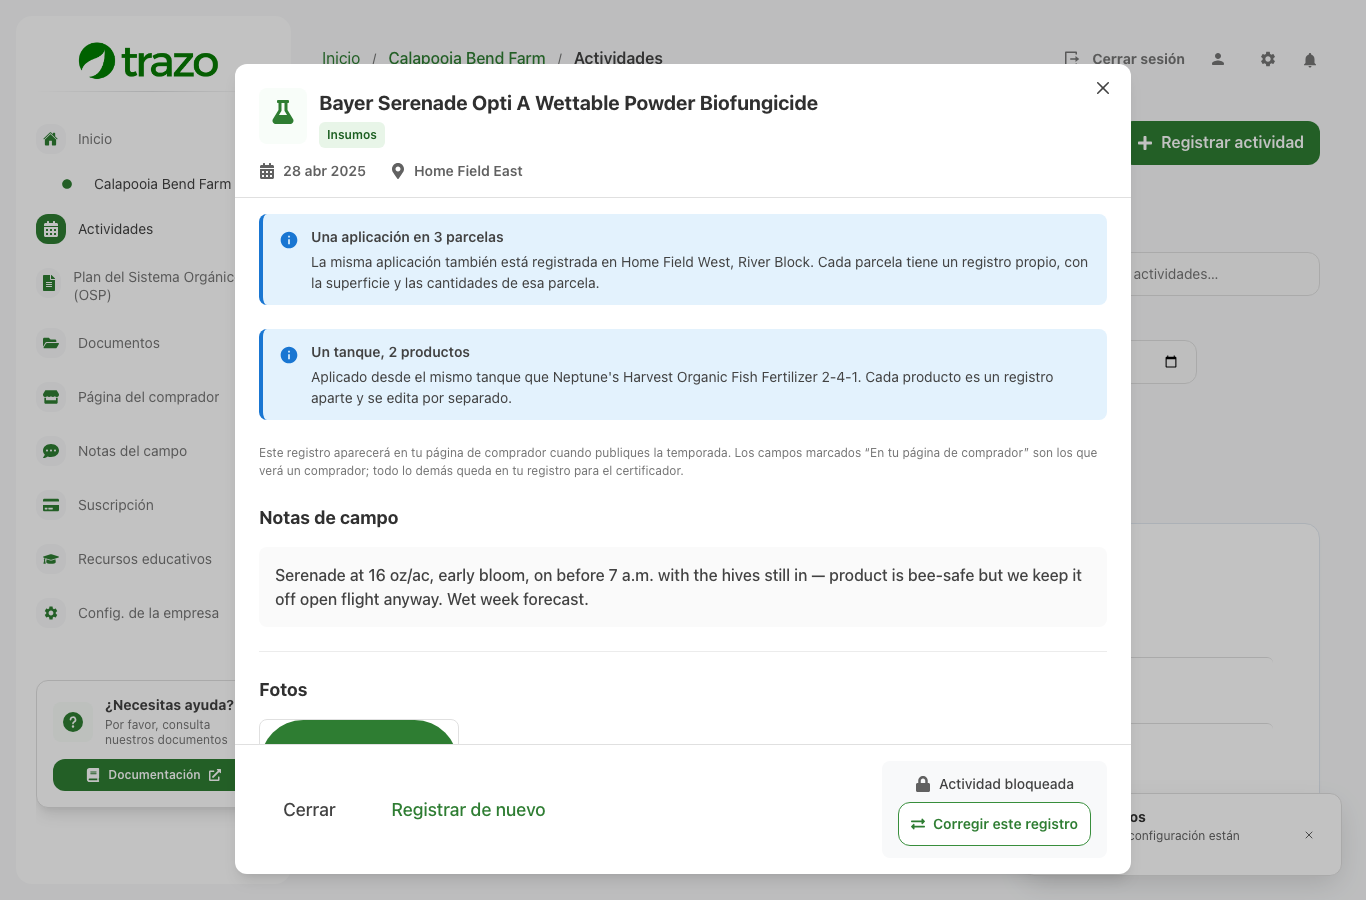 trazo
Inicio / Calapooia Bend Farm / Actividades
Cerrar sesión
Inicio
Calapooia Bend Farm
Actividades
Plan del Sistema Orgánic
(OSP)
Documentos
Página del comprador
Notas del campo
Suscripción
Recursos educativos
Config. de la empresa
¿Necesitas ayuda?
Por favor, consulta
nuestros documentos
Documentación
Registrar actividad
actividades...
Bayer Serenade Opti A Wettable Powder Biofungicide
Insumos
28 abr 2025
Home Field East
Una aplicación en 3 parcelas
La misma aplicación también está registrada en Home Field West, River Block. Cada parcela tiene un registro propio, con
la superficie y las cantidades de esa parcela.
Un tanque, 2 productos
Aplicado desde el mismo tanque que Neptune's Harvest Organic Fish Fertilizer 2-4-1. Cada producto es un registro
aparte y se edita por separado.
Este registro aparecerá en tu página de comprador cuando publiques la temporada. Los campos marcados “En tu página de comprador” son los que
verá un comprador; todo lo demás queda en tu registro para el certificador.
Notas de campo
Serenade at 16 oz/ac, early bloom, on before 7 a.m. with the hives still in — product is bee-safe but we keep it
off open flight anyway. Wet week forecast.
Fotos
Cerrar
Registrar de nuevo
Actividad bloqueada
Corregir este registro
os
configuración están